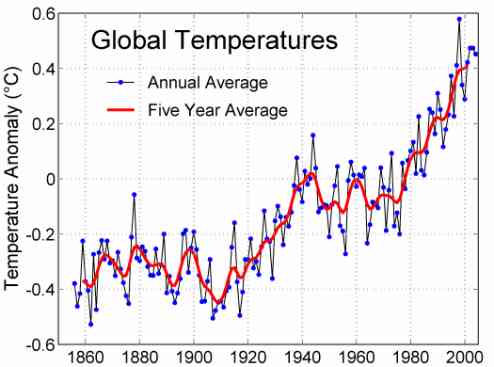 Global Temperatures
Annual Average
Five Year Average
Temperature Anomaly (°C)
0.6
0.4
0.2
0
-0.2
-0.4
-0.6
1860 1880 1900 1920 1940 1960 1980 2000